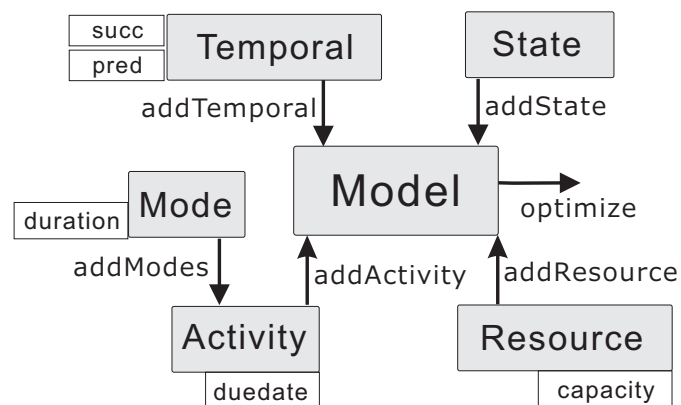 succ
pred
Temporal
State
addTemporal
addState
Model
optimize
Mode
duration
addModes
addActivity
addResource
Activity
duedate
Resource
capacity